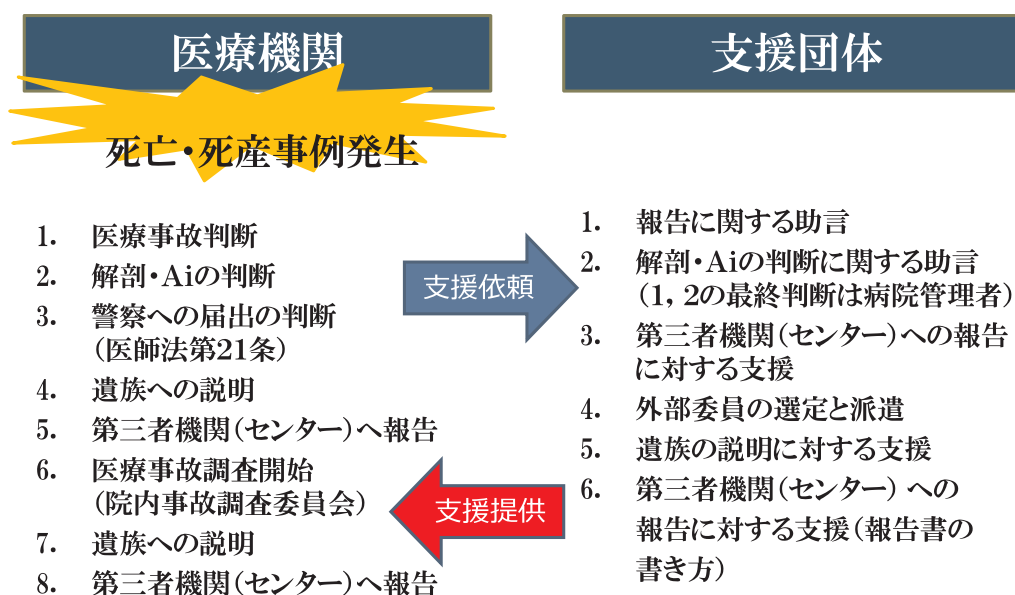 医療機関
死亡・死産事例発生
1. 医療事故判断
2. 解剖・Aiの判断
3. 警察への届出の判断
（医師法第21条）
4. 遺族への説明
5. 第三者機関（センター）へ報告
6. 医療事故調査開始
（院内事故調査委員会）
7. 遺族への説明
8. 第三者機関（センター）へ報告
支援依頼
支援提供
支援団体
1. 報告に関する助言
2. 解剖・Aiの判断に関する助言
（1，2の最終判断は病院管理者）
3. 第三者機関（センター）への報告
に対する支援
4. 外部委員の選定と派遣
5. 遺族の説明に対する支援
6. 第三者機関（センター） への
報告に対する支援（報告書の
書き方）